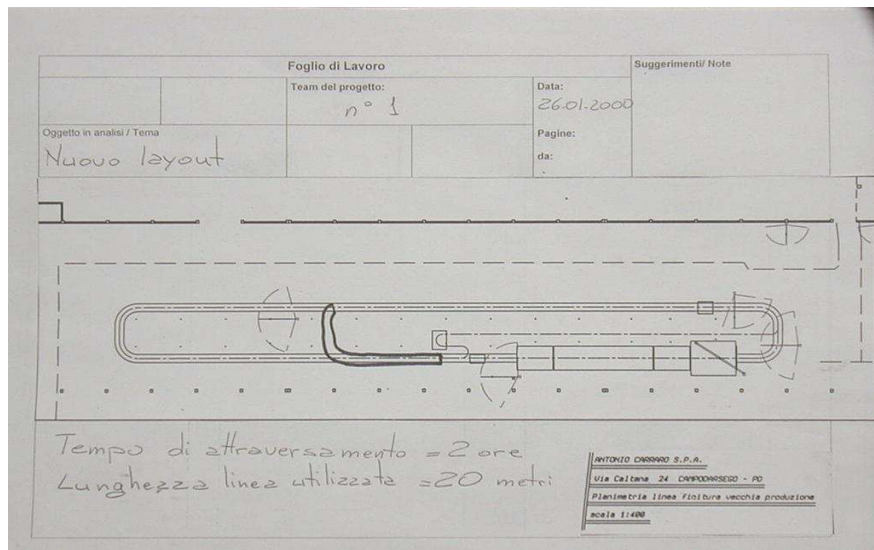 Foglio di Lavoro
Suggerimenti/ Note
Team del progetto:
n° 1
Data:
26.01.2000
Oggetto in analisi / Tema
Nuovo layout
Pagine:
da:
Tempo di attraversamento = 2 ore
Lunghezza linea utilizzata = 20 metri
ANTONIO CARRARO S.P.A.
Via Caltana 24 CAMPODARSEGO - PD
Planimetria linea finitura vecchia produzione
scala 1:400